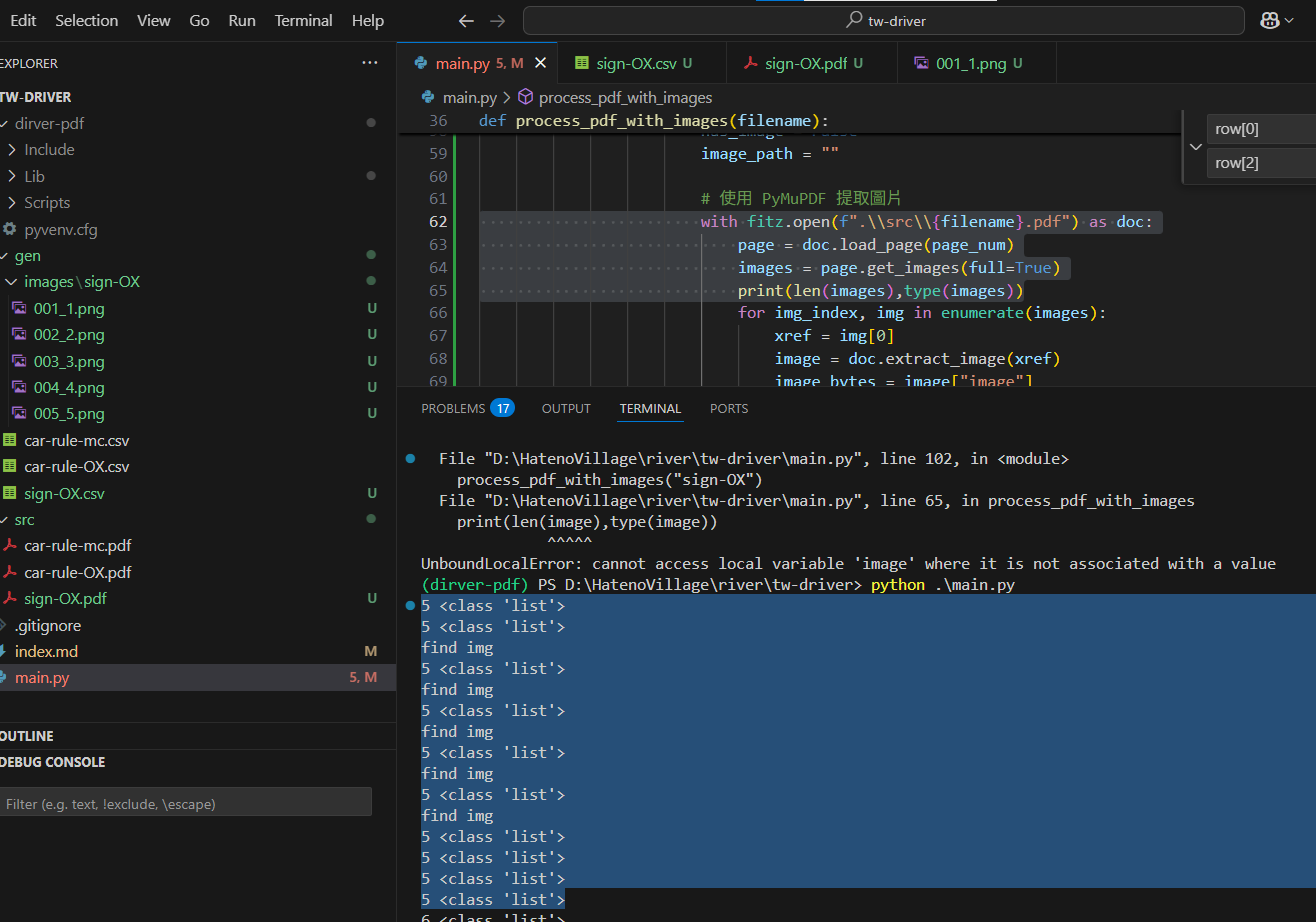 Edit Selection View Go Run Terminal Help
tw-driver
EXPLORER
TW-DRIVER
dirver-pdf
Include
Lib
Scripts
pyvenv.cfg
gen
images\sign-OX
001_1.png U
002_2.png U
003_3.png U
004_4.png U
005_5.png U
car-rule-mc.csv
car-rule-OX.csv
sign-OX.csv U
src
car-rule-mc.pdf
car-rule-OX.pdf
sign-OX.pdf U
.gitignore
index.md M
main.py 5, M
OUTLINE
DEBUG CONSOLE
Filter (e.g. text, !exclude, \escape)
main.py 5, M
sign-OX.csv U
sign-OX.pdf U
001_1.png U
main.py > process_pdf_with_images
row[0]
row[2]
36 def process_pdf_with_images(filename):
59 image_path = ""
60
61 # 使用 PyMuPDF 提取圖片
62 with fitz.open(f".\\src\\{filename}.pdf") as doc:
63 page = doc.load_page(page_num)
64 images = page.get_images(full=True)
65 print(len(images),type(images))
66 for img_index, img in enumerate(images):
67 xref = img[0]
68 image = doc.extract_image(xref)
69 image_bytes = image["image"]
PROBLEMS 17 OUTPUT TERMINAL PORTS
File "D:\HatenoVillage\river\tw-driver\main.py", line 102, in <module>
process_pdf_with_images("sign-OX")
File "D:\HatenoVillage\river\tw-driver\main.py", line 65, in process_pdf_with_images
print(len(image),type(image))
^^^^^
UnboundLocalError: cannot access local variable 'image' where it is not associated with a value
(dirver-pdf) PS D:\HatenoVillage\river\tw-driver> python .\main.py
5 <class 'list'>
5 <class 'list'>
find img
5 <class 'list'>
find img
5 <class 'list'>
find img
5 <class 'list'>
find img
5 <class 'list'>
find img
5 <class 'list'>
5 <class 'list'>
5 <class 'list'>
5 <class 'list'>
6 <class 'list'>